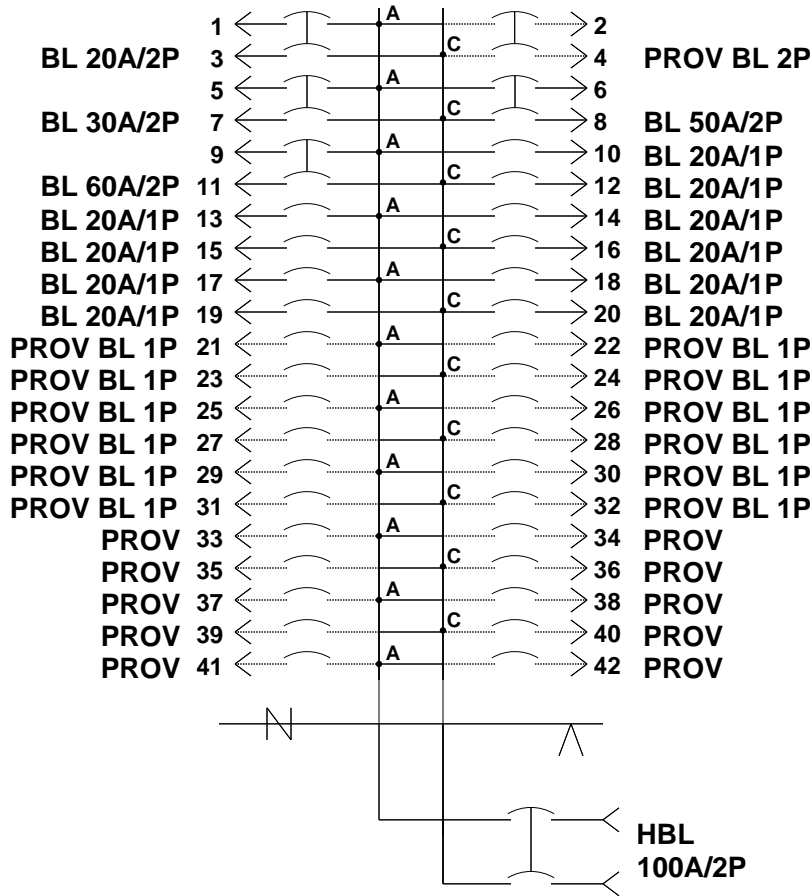 1 A 2
BL 20A/2P 3 C 4 PROV BL 2P
5 A 6
BL 30A/2P 7 C 8 BL 50A/2P
9 A 10 BL 20A/1P
BL 60A/2P 11 C 12 BL 20A/1P
BL 20A/1P 13 A 14 BL 20A/1P
BL 20A/1P 15 C 16 BL 20A/1P
BL 20A/1P 17 A 18 BL 20A/1P
BL 20A/1P 19 C 20 BL 20A/1P
PROV BL 1P 21 A 22 PROV BL 1P
PROV BL 1P 23 C 24 PROV BL 1P
PROV BL 1P 25 A 26 PROV BL 1P
PROV BL 1P 27 C 28 PROV BL 1P
PROV BL 1P 29 A 30 PROV BL 1P
PROV BL 1P 31 C 32 PROV BL 1P
PROV 33 A 34 PROV
PROV 35 C 36 PROV
PROV 37 A 38 PROV
PROV 39 C 40 PROV
PROV 41 A 42 PROV
N
HBL
100A/2P